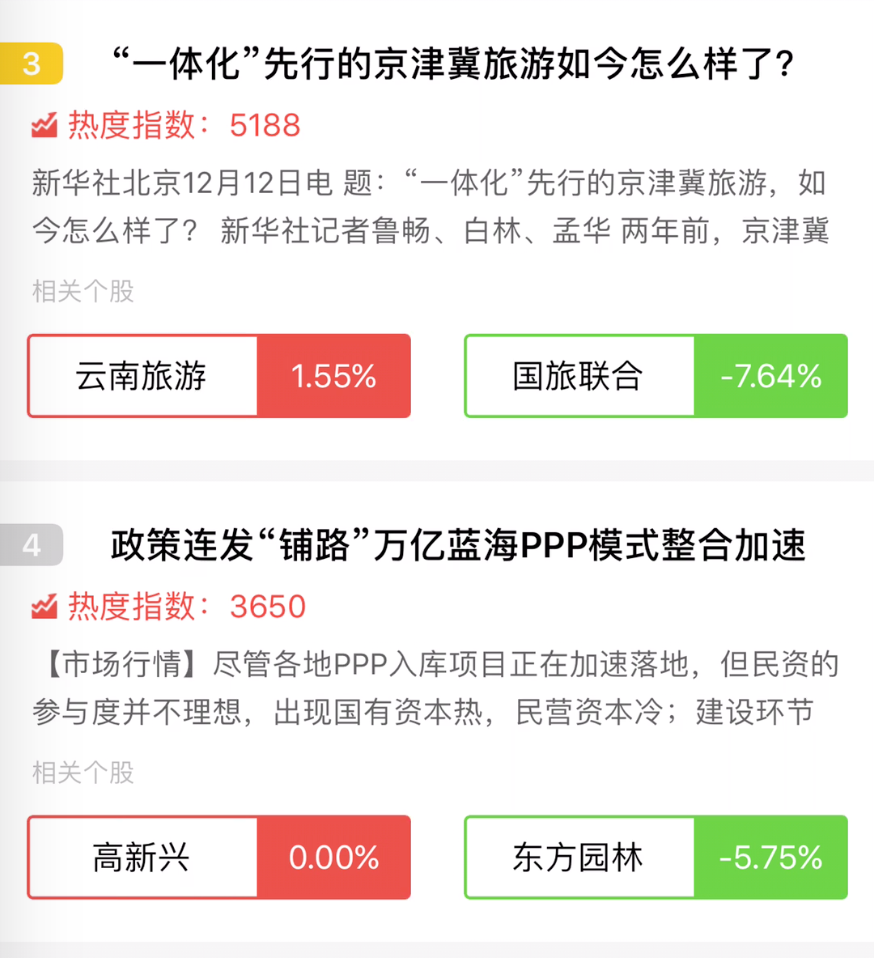 3
“一体化”先行的京津冀旅游如今怎么样了?
热度指数：5188
新华社北京12月12日电 题：“一体化”先行的京津冀旅游，如
今怎么样了？ 新华社记者鲁畅、白林、孟华 两年前，京津冀
相关个股
云南旅游 1.55%
国旅联合 -7.64%
4
政策连发“铺路”万亿蓝海PPP模式整合加速
热度指数：3650
【市场行情】尽管各地PPP入库项目正在加速落地，但民资的
参与度并不理想，出现国有资本热，民营资本冷；建设环节
相关个股
高新兴 0.00%
东方园林 -5.75%